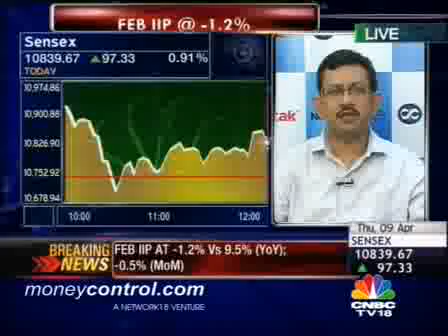 FEB IIP @ -1.2%
LIVE
Sensex
10839.67 ▲ 97.33 0.91%
TODAY
10,974.86
10,900.88
10,826.90
10,752.92
10,678.94
10:00 11:00 12:00
tak
N
BREAKING NEWS
FEB IIP AT -1.2% Vs 9.5% (YoY);
-0.5% (MoM)
Thu, 09 Apr
SENSEX
10839.67
▲ 97.33
moneycontrol.com
A NETWORK18 VENTURE
CNBC
TV18